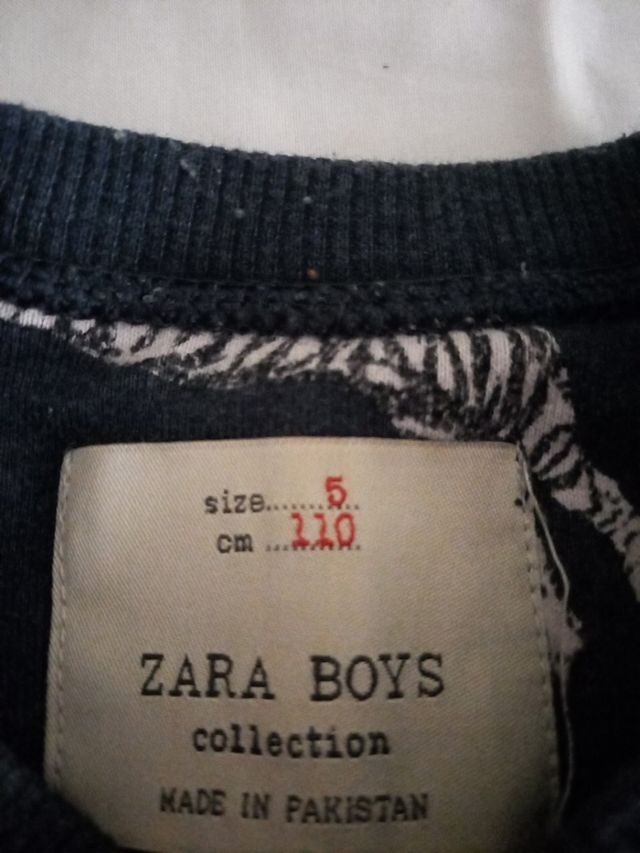 size.......5..
cm ...110.
ZARA BOYS
collection
MADE IN PAKISTAN